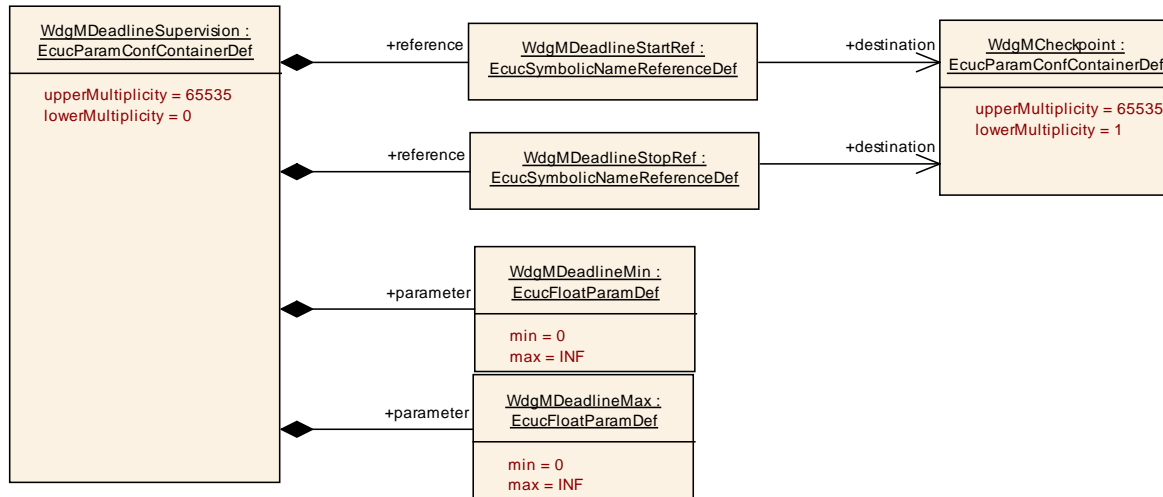 WdgMDeadlineSupervision :
EcucParamConfContainerDef
upperMultiplicity = 65535
lowerMultiplicity = 0
+reference
WdgMDeadlineStartRef :
EcucSymbolicNameReferenceDef
+destination
WdgMCheckpoint :
EcucParamConfContainerDef
upperMultiplicity = 65535
lowerMultiplicity = 1
+reference
WdgMDeadlineStopRef :
EcucSymbolicNameReferenceDef
+destination
+parameter
WdgMDeadlineMin :
EcucFloatParamDef
min = 0
max = INF
+parameter
WdgMDeadlineMax :
EcucFloatParamDef
min = 0
max = INF